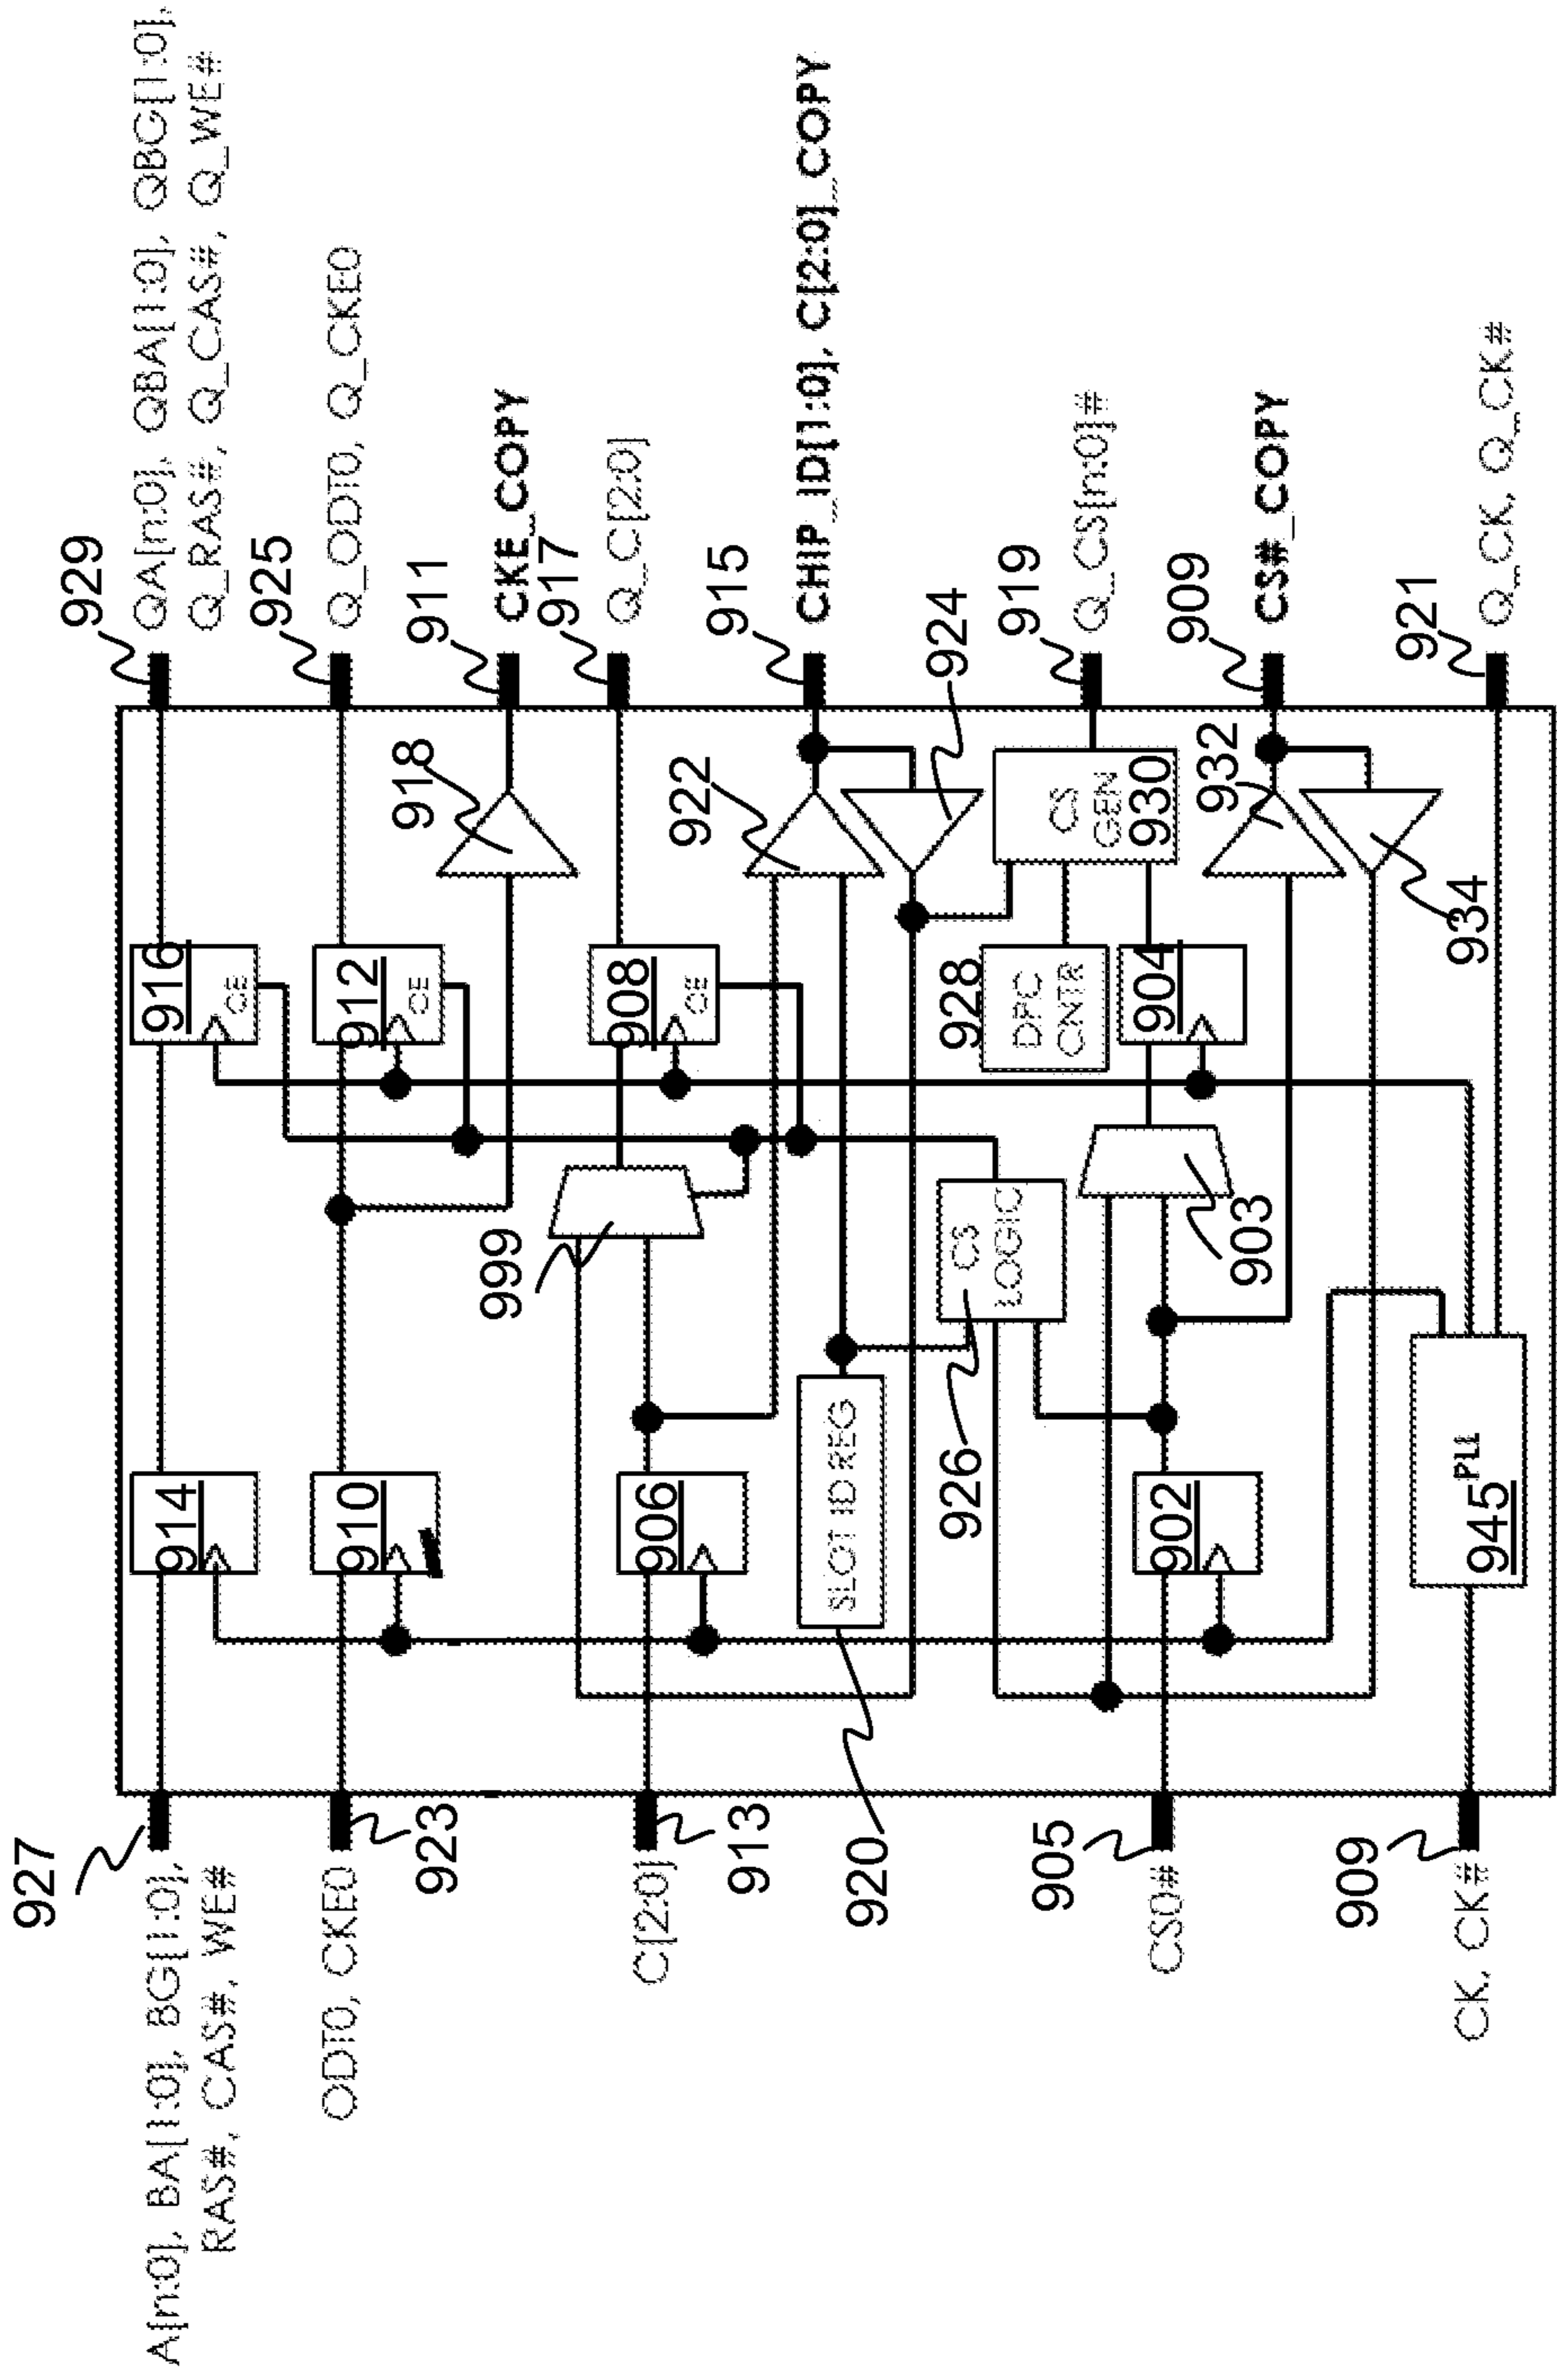 929
QA[n:0], QBA[1:0], QBG[1:0],
Q_RAS#, Q_CAS#, Q_WE#
925
Q_ODT0, Q_CKE0
911
CKE_COPY
917
Q_C[2:0]
915
CHIP_ID[1:0], C[2:0]_COPY
924
919
Q_CS[n:0]#
909
CS#_COPY
921
Q_CK, Q_CK#
918
922
CS
GEN
930
932
934
916
CE
912
CE
908
CE
928
DPC
CNTR
904
999
CS
LOGIC
903
914
910
906
SLOT ID REG
926
902
PLL
945
927
A[n:0], BA[1:0], BG[1:0],
RAS#, CAS#, WE#
923
ODT0, CKE0
913
C[2:0]
920
905
CS0#
909
CK, CK#